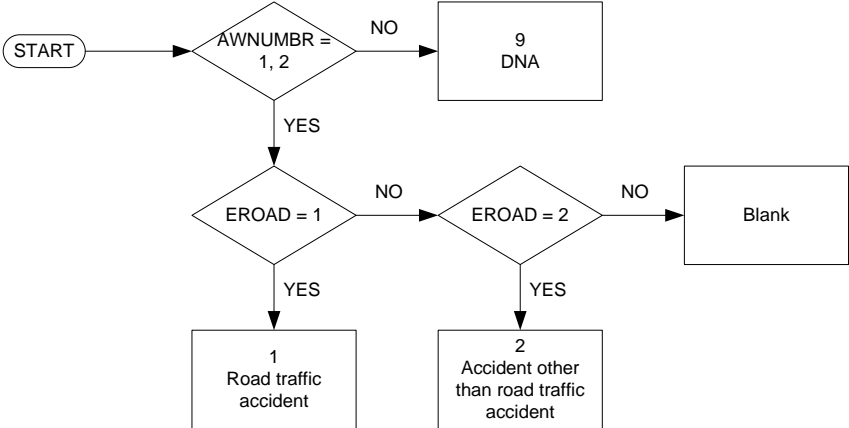 START
AWNUMBR =
1, 2
NO
9
DNA
YES
EROAD = 1
NO
EROAD = 2
NO
Blank
YES
YES
1
Road traffic
accident
2
Accident other
than road traffic
accident